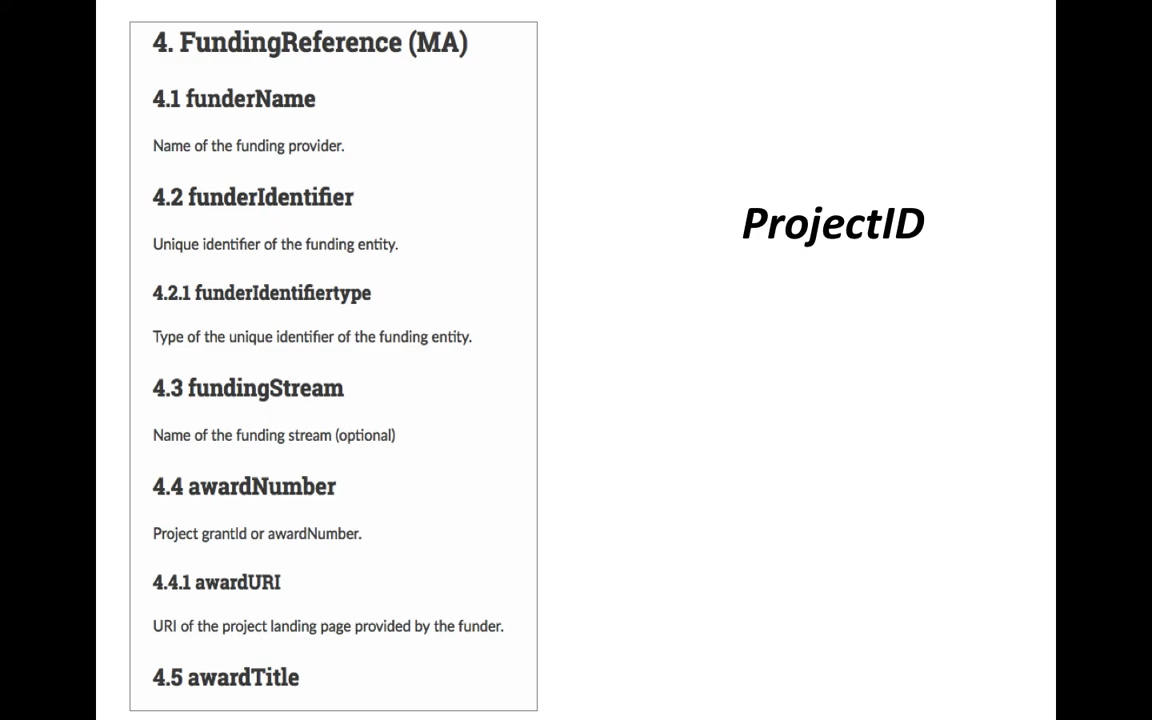 4. FundingReference (MA)
4.1 funderName
Name of the funding provider.
4.2 funderIdentifier
Unique identifier of the funding entity.
4.2.1 funderIdentifiertype
Type of the unique identifier of the funding entity.
4.3 fundingStream
Name of the funding stream (optional)
4.4 awardNumber
Project grantId or awardNumber.
4.4.1 awardURI
URI of the project landing page provided by the funder.
4.5 awardTitle
ProjectID